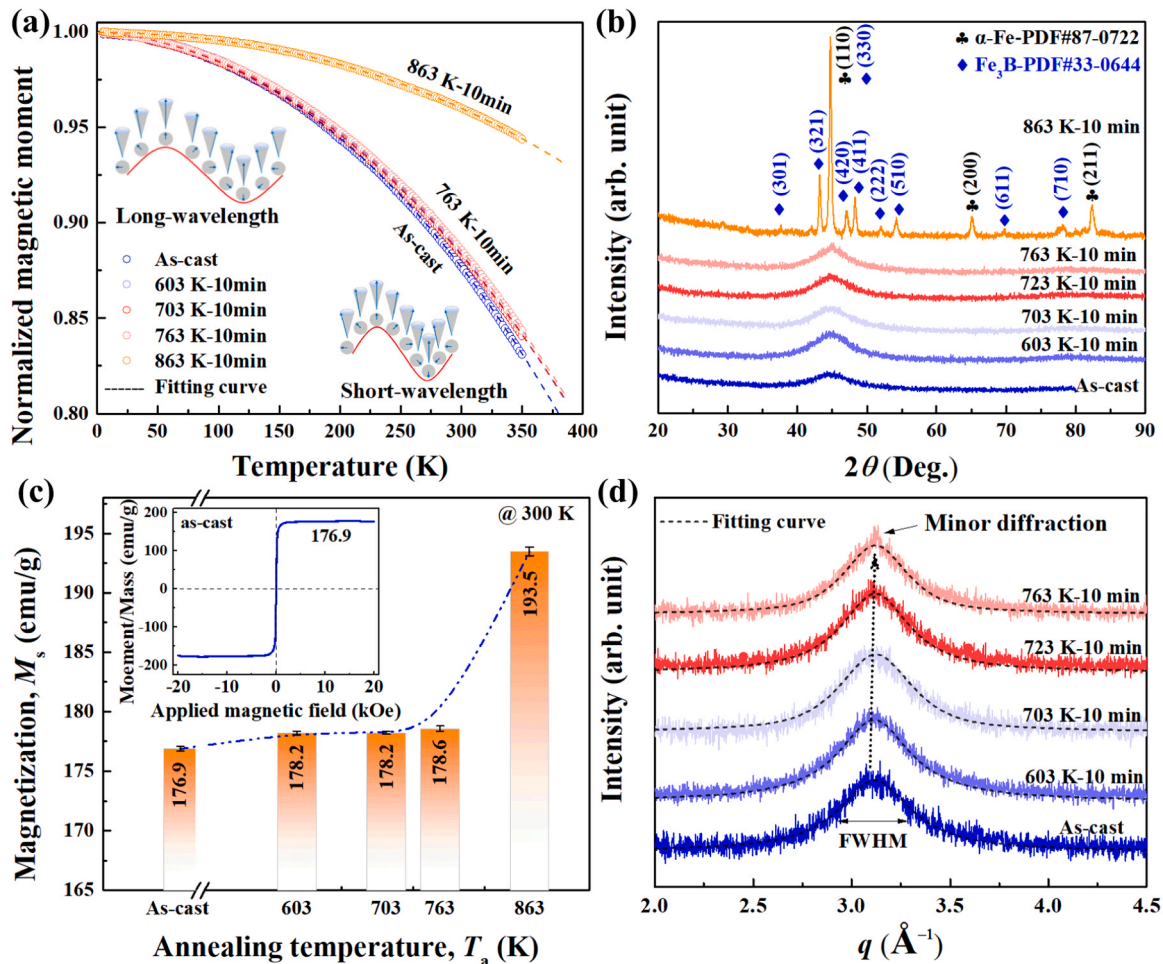 (a)
Normalized magnetic moment
1.00
0.95
0.90
0.85
0.80
863 K-10min
763 K-10min
As-cast
Long-wavelength
As-cast
603 K-10min
703 K-10min
763 K-10min
863 K-10min
Fitting curve
Short-wavelength
0 50 100 150 200 250 300 350 400
Temperature (K)
(b)
Intensity (arb. unit)
♣ α-Fe-PDF#87-0722
♦ Fe₃B-PDF#33-0644
♦ (301)
♦ (321)
♣ (110)
♦ (330)
♦ (420)
♦ (411)
♦ (222)
♦ (510)
♣ (200)
♦ (611)
♦ (710)
♣ (211)
863 K-10 min
763 K-10 min
723 K-10 min
703 K-10 min
603 K-10 min
As-cast
20 30 40 50 60 70 80 90
2θ (Deg.)
(c)
Magnetization, Mₛ (emu/g)
195
190
185
180
175
170
165
@ 300 K
as-cast
176.9
Moement/Mass (emu/g)
200
100
0
-100
-200
-20 -10 0 10 20
Applied magnetic field (kOe)
176.9
178.2
178.2
178.6
193.5
As-cast 603 703 763 863
Annealing temperature, Tₐ (K)
(d)
Intensity (arb. unit)
Fitting curve
Minor diffraction
763 K-10 min
723 K-10 min
703 K-10 min
603 K-10 min
As-cast
FWHM
2.0 2.5 3.0 3.5 4.0 4.5
q (Å⁻¹)